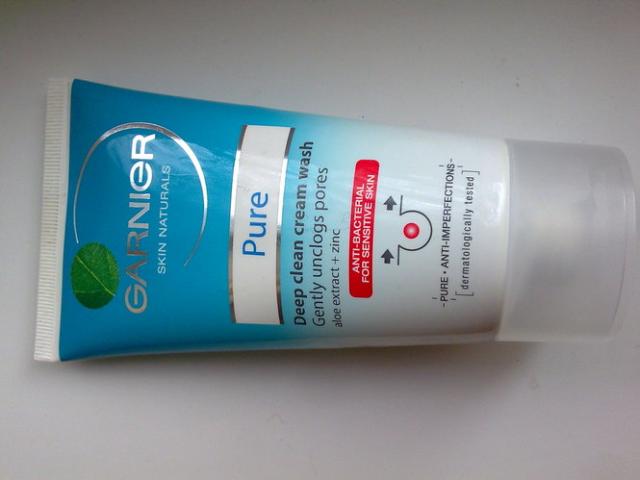 GARNIER
SKIN NATURALS
Pure
Deep clean cream wash
Gently unclogs pores
aloe extract + zinc
ANTI-BACTERIAL
FOR SENSITIVE SKIN
- PURE • ANTI-IMPERFECTIONS -
[dermatologically tested]